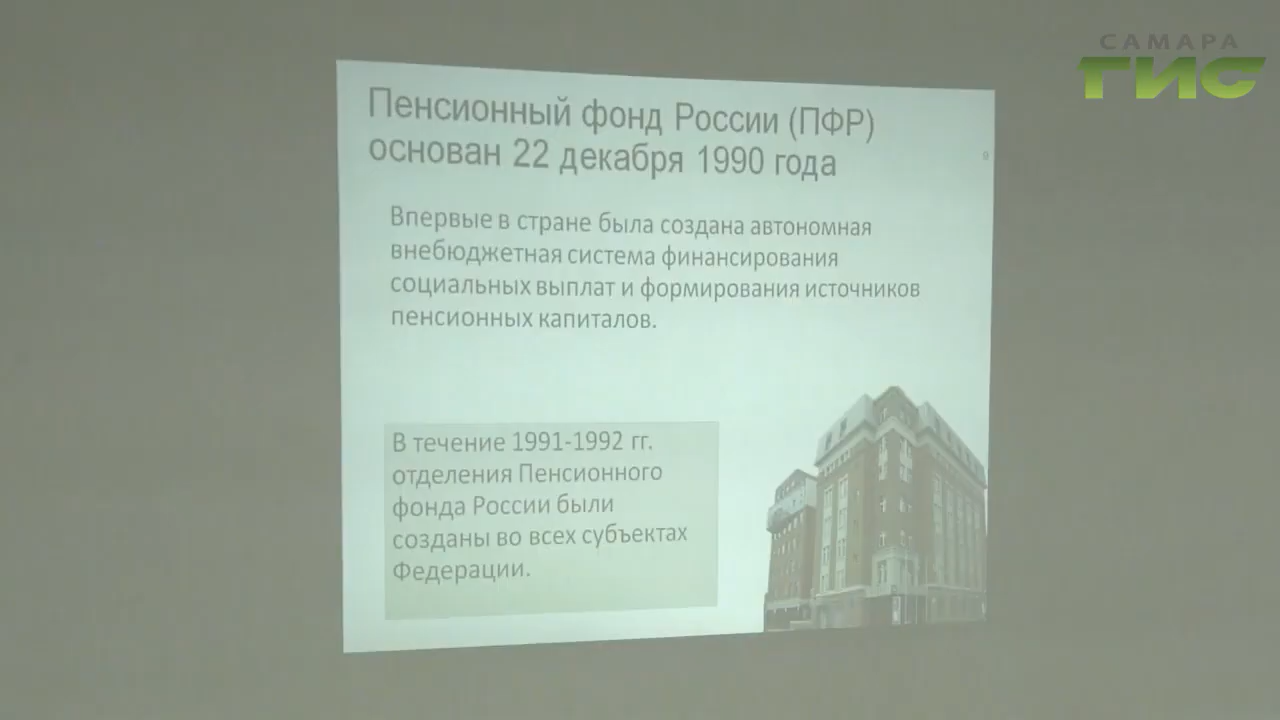 САМАРА
ГИС
Пенсионный фонд России (ПФР)
основан 22 декабря 1990 года
9
Впервые в стране была создана автономная
внебюджетная система финансирования
социальных выплат и формирования источников
пенсионных капиталов.
В течение 1991-1992 гг.
отделения Пенсионного
фонда России были
созданы во всех субъектах
Федерации.